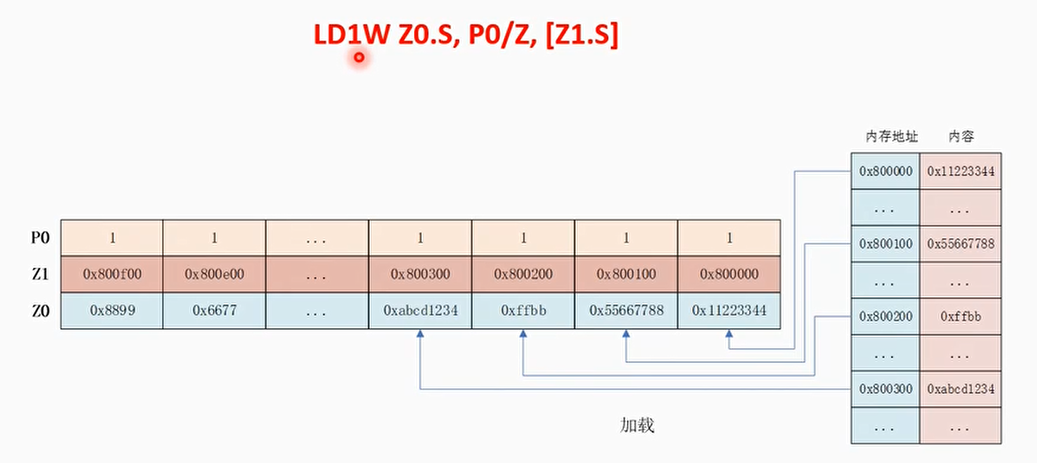 LD1W Z0.S, P0/Z, [Z1.S]
内存地址 内容
0x800000 0x11223344
... ...
0x800100 0x55667788
... ...
0x800200 0xffbb
... ...
0x800300 0xabcd1234
... ...
P0 1 1 ... 1 1 1 1
Z1 0x800f00 0x800e00 ... 0x800300 0x800200 0x800100 0x800000
Z0 0x8899 0x6677 ... 0xabcd1234 0xffbb 0x55667788 0x11223344
加载